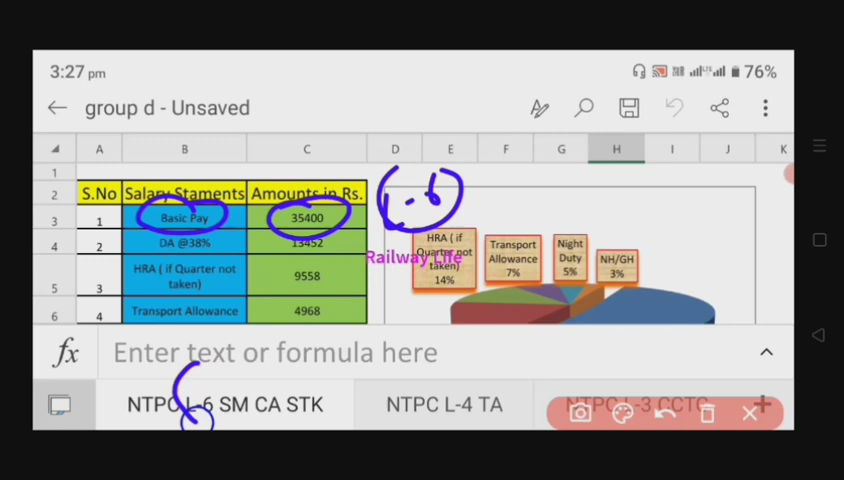 3:27 pm
76%
group d - Unsaved
A B C D E F G H I J K
1
2 S.No Salary Staments Amounts in Rs.
L-6
3 1 Basic Pay 35400
4 2 DA @38% 13452
5 3 HRA ( if Quarter not
taken) 9558
6 4 Transport Allowance 4968
HRA ( if
Quarter not
taken)
14%
Transport
Allowance
7%
Night
Duty
5%
NH/GH
3%
Railway Life
fx Enter text or formula here
NTPC L-6 SM CA STK
NTPC L-4 TA
NTPC L-3 CCTC